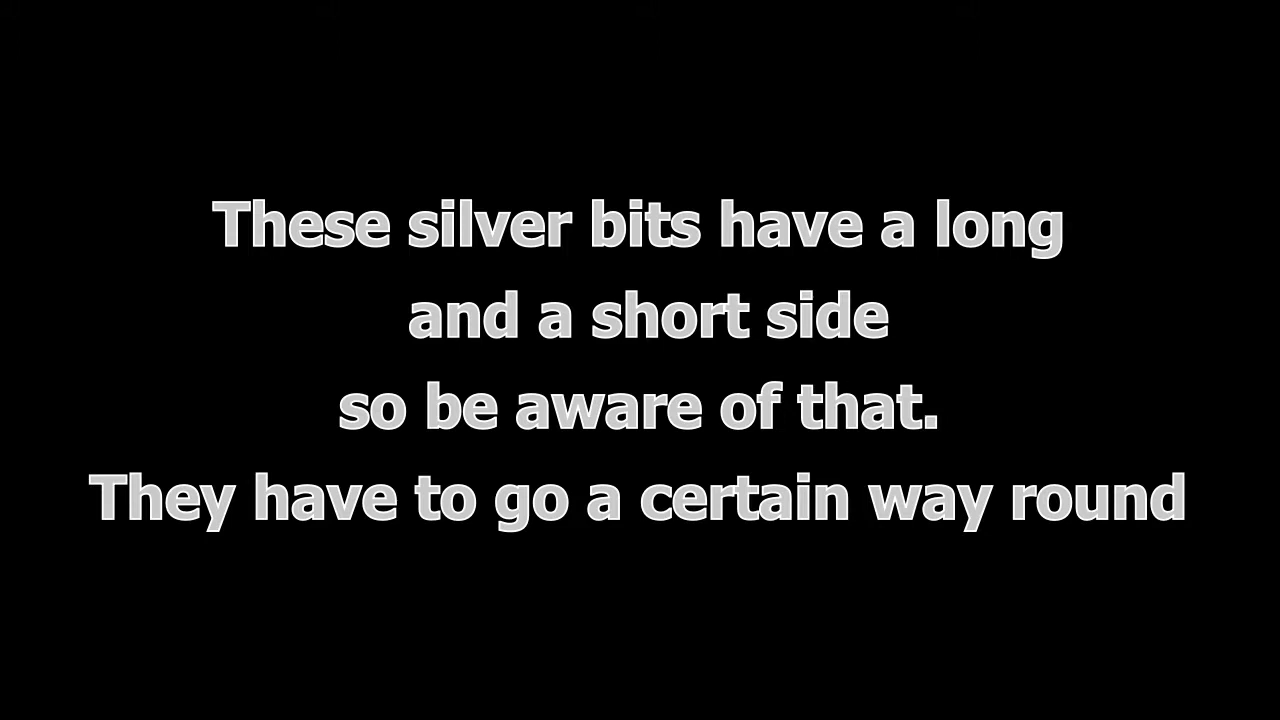 These silver bits have a long
and a short side
so be aware of that.
They have to go a certain way round